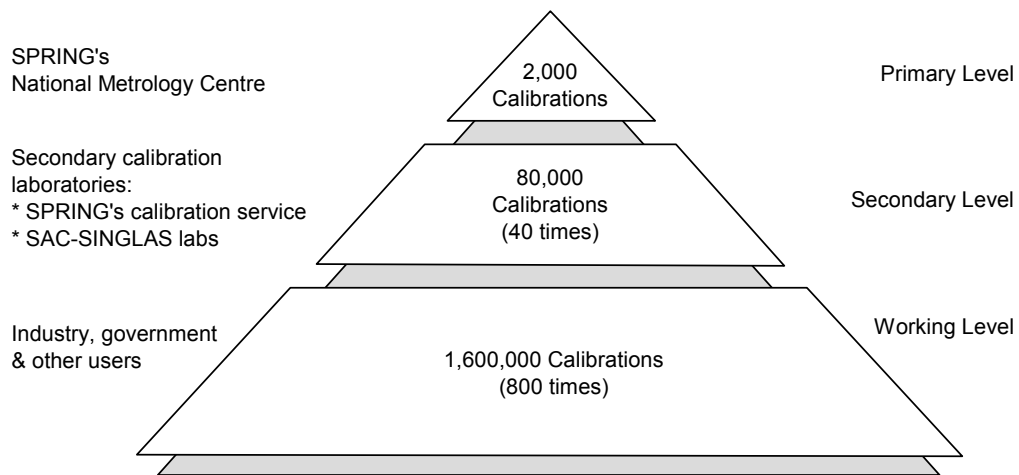 SPRING's
National Metrology Centre
2,000
Calibrations
Primary Level
Secondary calibration
laboratories:
* SPRING's calibration service
* SAC-SINGLAS labs
80,000
Calibrations
(40 times)
Secondary Level
Industry, government
& other users
1,600,000 Calibrations
(800 times)
Working Level